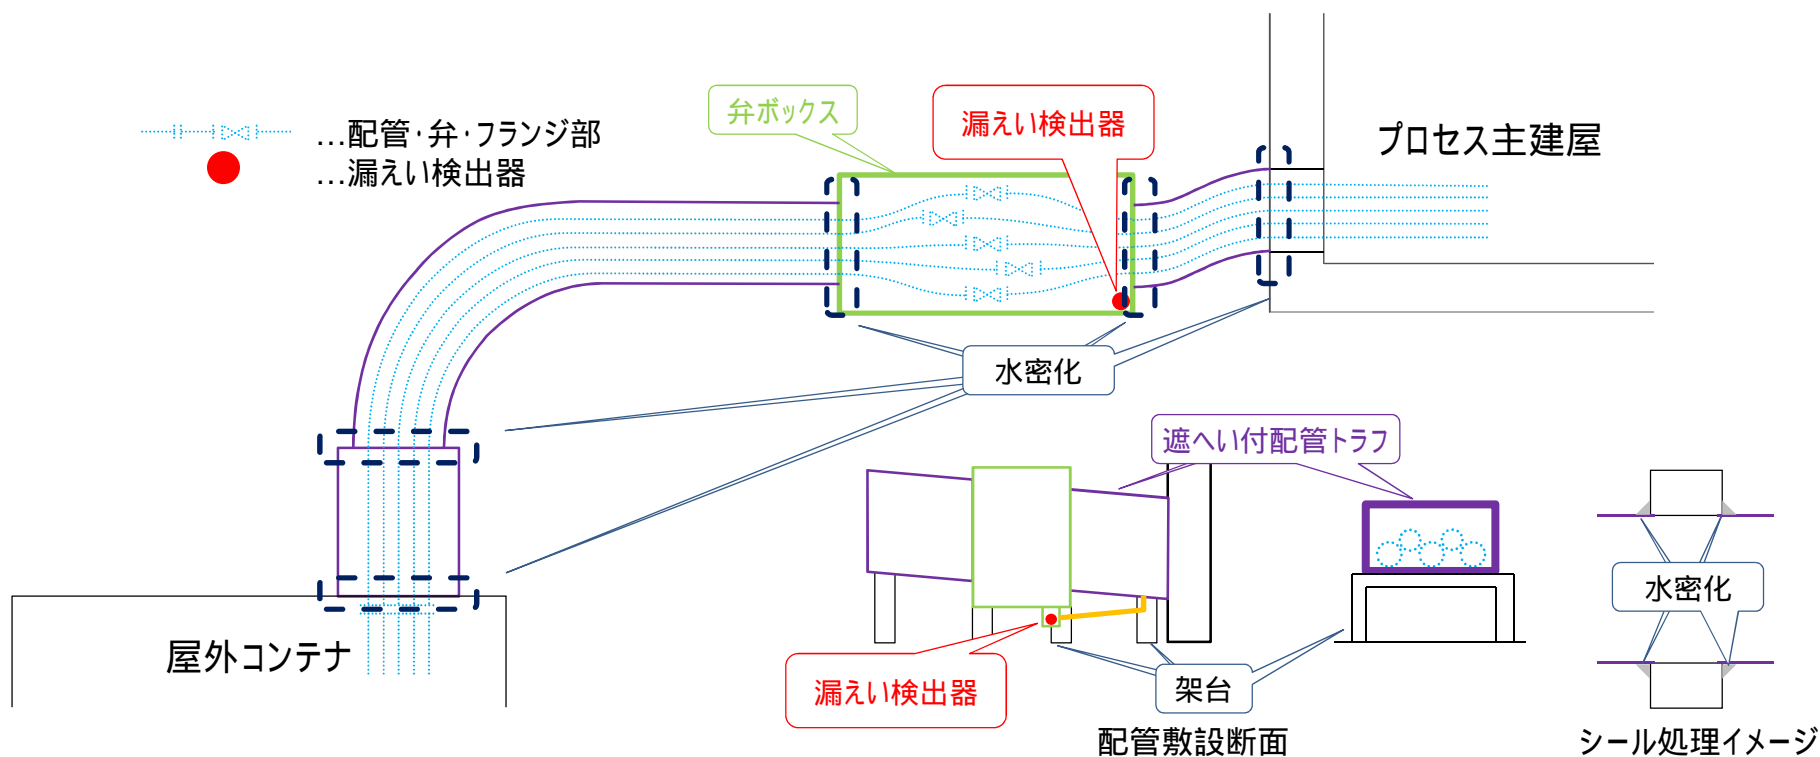 …配管・弁・フランジ部
…漏えい検出器
弁ボックス
漏えい検出器
プロセス主建屋
水密化
屋外コンテナ
遮へい付配管トラフ
水密化
漏えい検出器
架台
配管敷設断面
シール処理イメージ